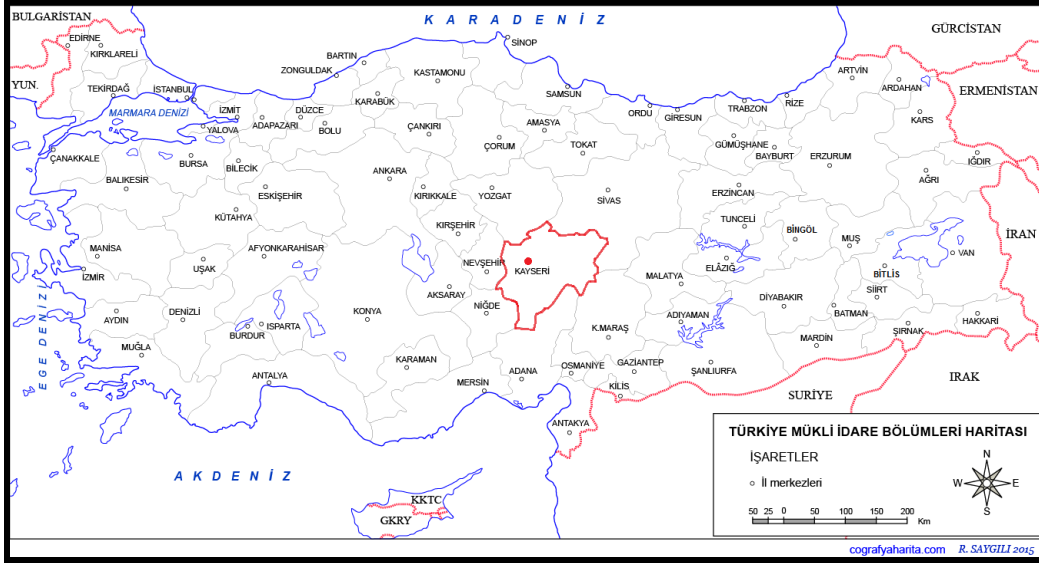 KARADENİZ
BULGARİSTAN
GÜRCİSTAN
EDİRNE
KIRKLARELİ
SİNOP
BARTIN
ZONGULDAK
KASTAMONU
ARTVİN
ARDAHAN
YUN.
TEKİRDAĞ
İSTANBUL
KARABÜK
SAMSUN
ORDU
GİRESUN
TRABZON
RİZE
KARS
ERMENİSTAN
MARMARA DENİZİ
İZMİT
YALOVA
ADAPAZARI
DÜZCE
BOLU
ÇANKIRI
ÇORUM
AMASYA
TOKAT
GÜMÜŞHANE
BAYBURT
ERZURUM
IĞDIR
ÇANAKKALE
BURSA
BİLECİK
BALIKESİR
ESKİŞEHİR
ANKARA
KIRIKKALE
YOZGAT
SİVAS
ERZİNCAN
AĞRI
KÜTAHYA
KIRŞEHİR
TUNCELİ
BİNGÖL
MUŞ
VAN
İRAN
MANİSA
AFYONKARAHİSAR
UŞAK
NEVŞEHİR
KAYSERİ
MALATYA
ELÂZIĞ
BİTLİS
SİİRT
İZMİR
AKSARAY
NİĞDE
DİYABAKIR
BATMAN
HAKKARİ
ŞIRNAK
AYDIN
DENİZLİ
BURDUR
ISPARTA
KONYA
ADIYAMAN
K.MARAŞ
MARDİN
EGE DENİZİ
MUĞLA
ANTALYA
KARAMAN
MERSİN
ADANA
OSMANİYE
GAZİANTEP
KİLİS
ŞANLIURFA
SURİYE
IRAK
ANTAKYA
AKDENİZ
KKTC
GKRY
TÜRKİYE MÜKLİ İDARE BÖLÜMLERİ HARİTASI
İŞARETLER
İl merkezleri
N
W
E
S
50 25 0 50 100 150 200
Km
cografyaharita.com R. SAYGILI 2015